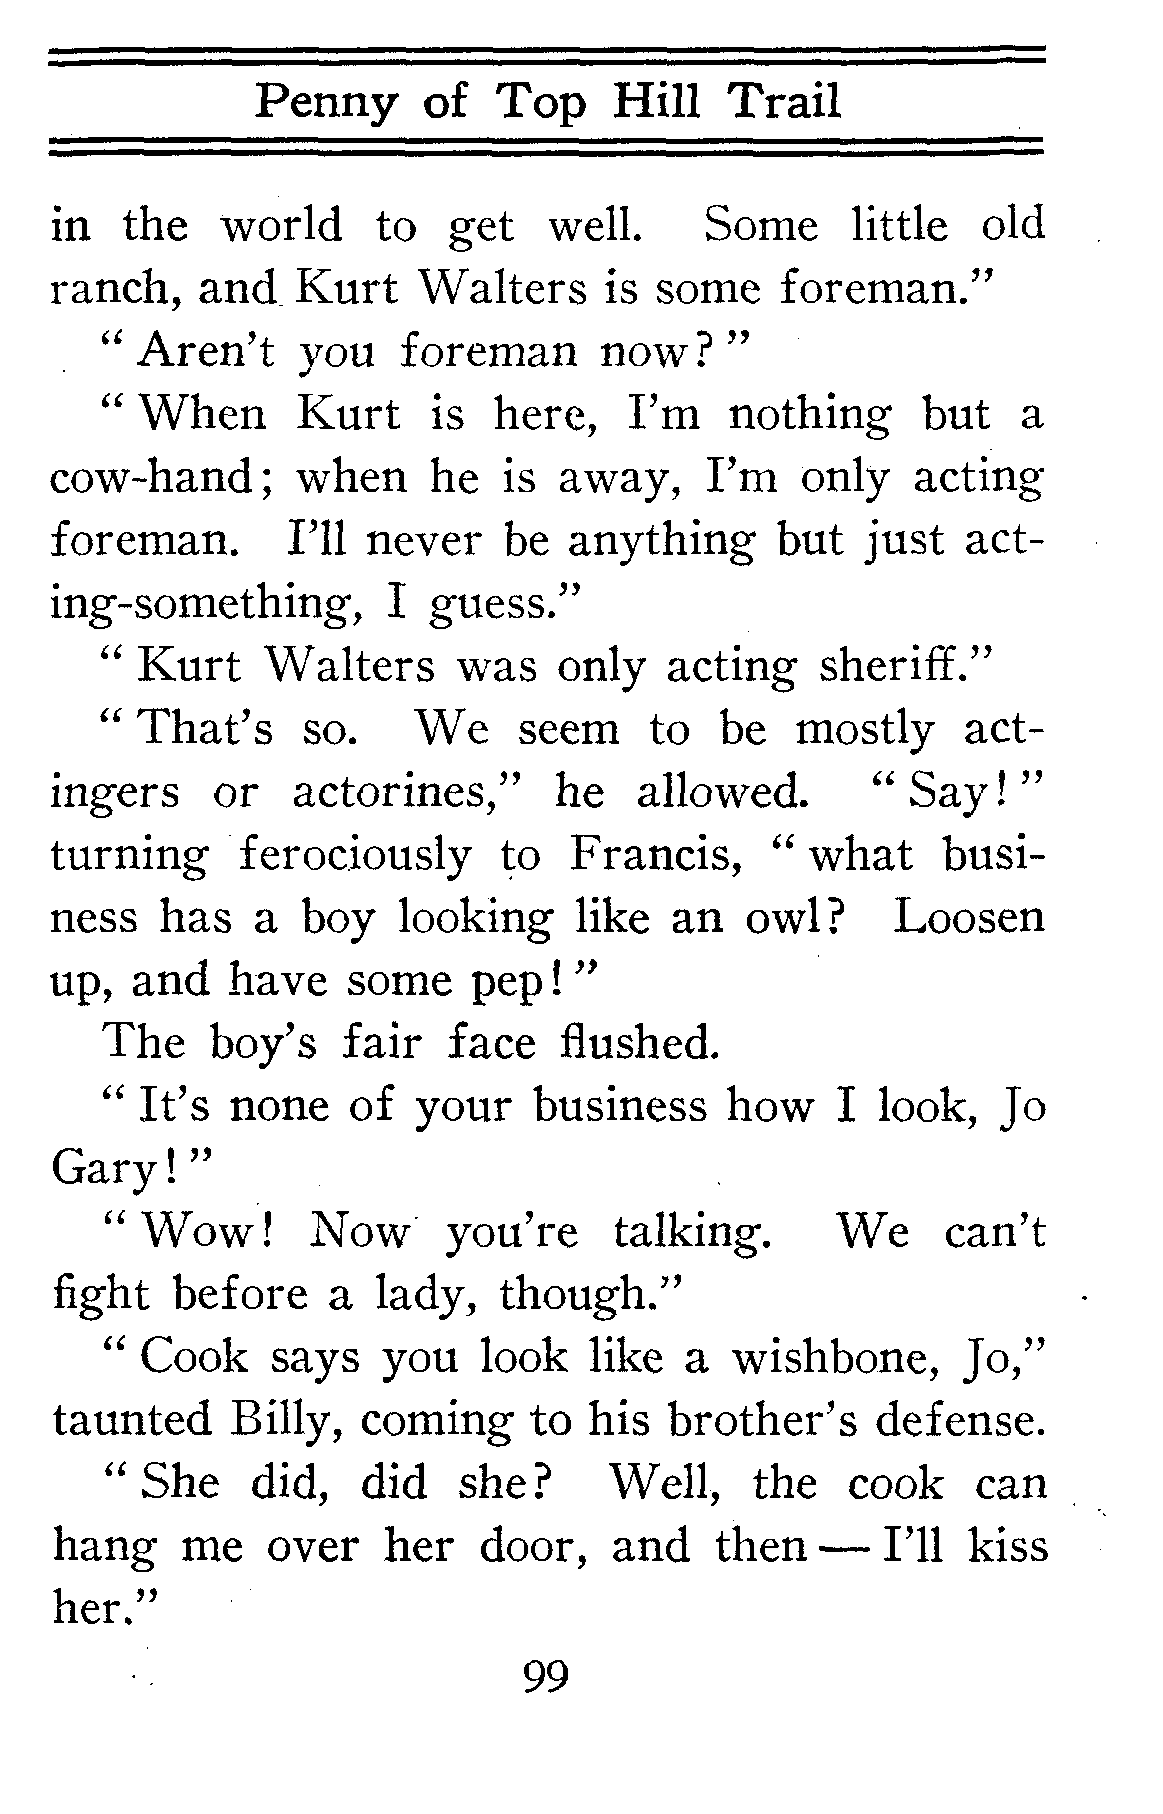 Penny of Top Hill Trail
in the world to get well. Some little old
ranch, and Kurt Walters is some foreman."
" Aren't you foreman now? "
" When Kurt is here, I'm nothing but a
cow-hand; when he is away, I'm only acting
foreman. I'll never be anything but just act-
ing-something, I guess."
" Kurt Walters was only acting sheriff."
" That's so. We seem to be mostly act-
ingers or actorines," he allowed. " Say! "
turning ferociously to Francis, " what busi-
ness has a boy looking like an owl? Loosen
up, and have some pep! "
The boy's fair face flushed.
" It's none of your business how I look, Jo
Gary! "
" Wow! Now you're talking. We can't
fight before a lady, though."
" Cook says you look like a wishbone, Jo,"
taunted Billy, coming to his brother's defense.
" She did, did she? Well, the cook can
hang me over her door, and then — I'll kiss
her."
99